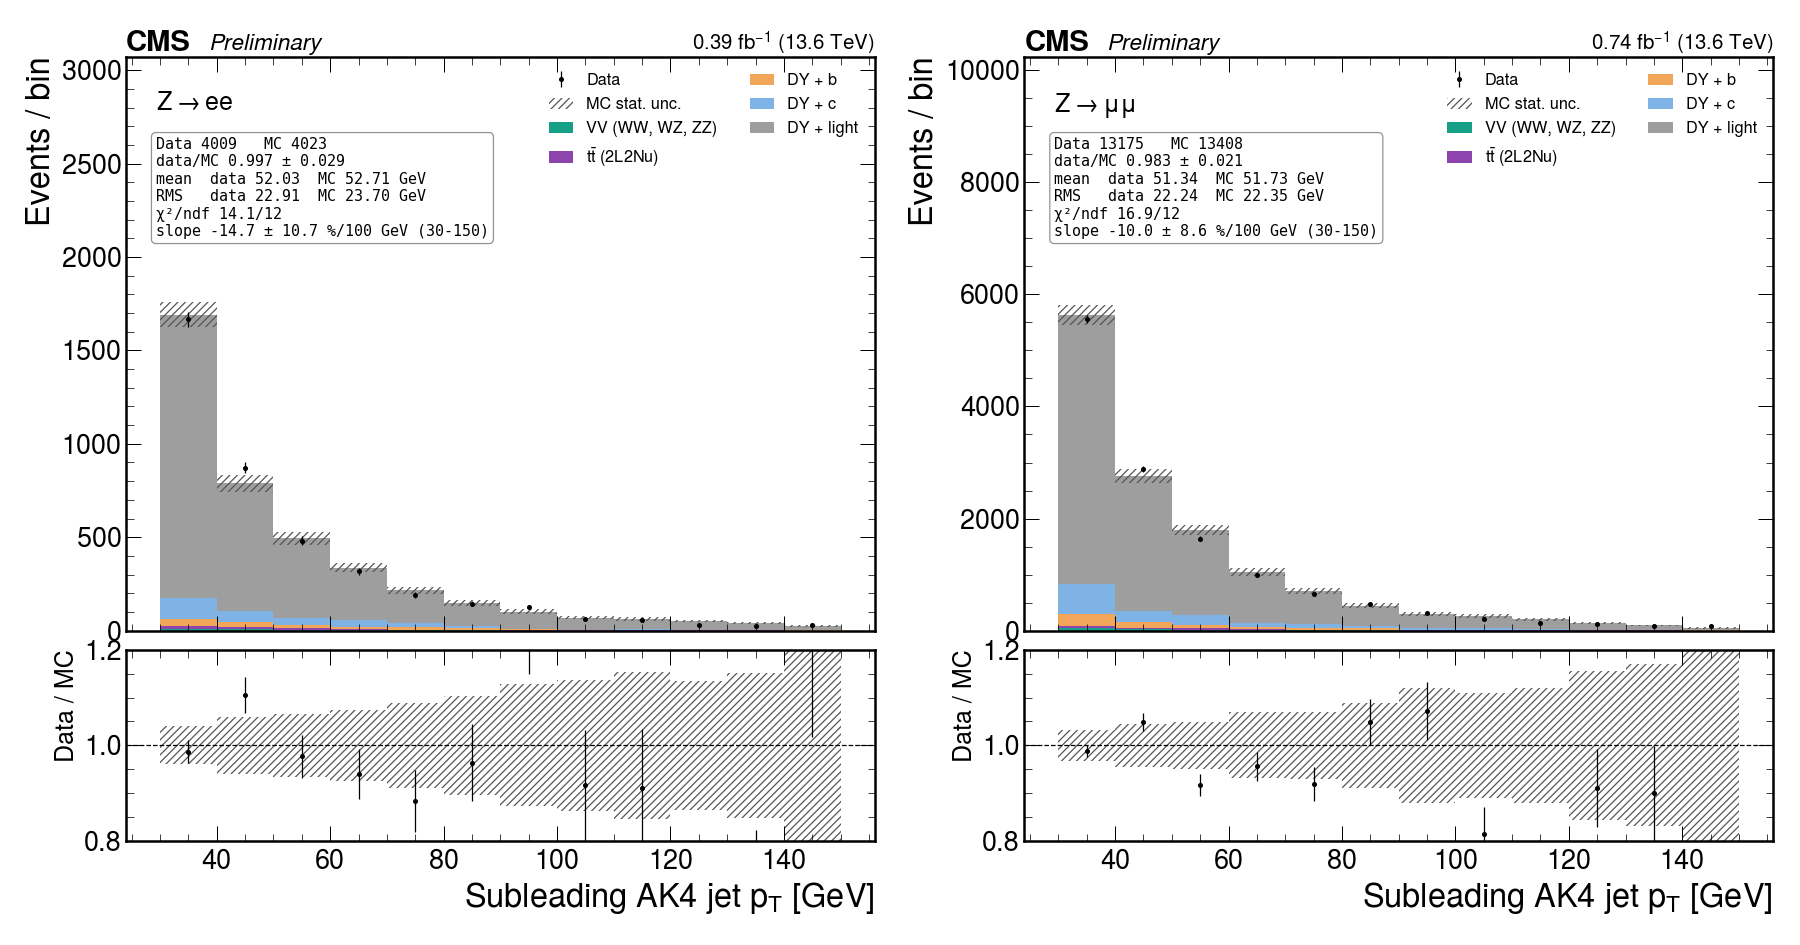 CMS Preliminary 0.39 fb⁻¹ (13.6 TeV)
Events / bin
3000
2500
2000
1500
1000
500
0
Z→ee
Data
MC stat. unc.
VV (WW, WZ, ZZ)
tt̄ (2L2Nu)
DY + b
DY + c
DY + light
Data 4009 MC 4023
data/MC 0.997 ± 0.029
mean data 52.03 MC 52.71 GeV
RMS data 22.91 MC 23.70 GeV
χ²/ndf 14.1/12
slope -14.7 ± 10.7 %/100 GeV (30-150)
Data / MC
1.2
1.0
0.8
40 60 80 100 120 140
Subleading AK4 jet p_T [GeV]
CMS Preliminary 0.74 fb⁻¹ (13.6 TeV)
Events / bin
10000
8000
6000
4000
2000
0
Z→μμ
Data
MC stat. unc.
VV (WW, WZ, ZZ)
tt̄ (2L2Nu)
DY + b
DY + c
DY + light
Data 13175 MC 13408
data/MC 0.983 ± 0.021
mean data 51.34 MC 51.73 GeV
RMS data 22.24 MC 22.35 GeV
χ²/ndf 16.9/12
slope -10.0 ± 8.6 %/100 GeV (30-150)
Data / MC
1.2
1.0
0.8
40 60 80 100 120 140
Subleading AK4 jet p_T [GeV]